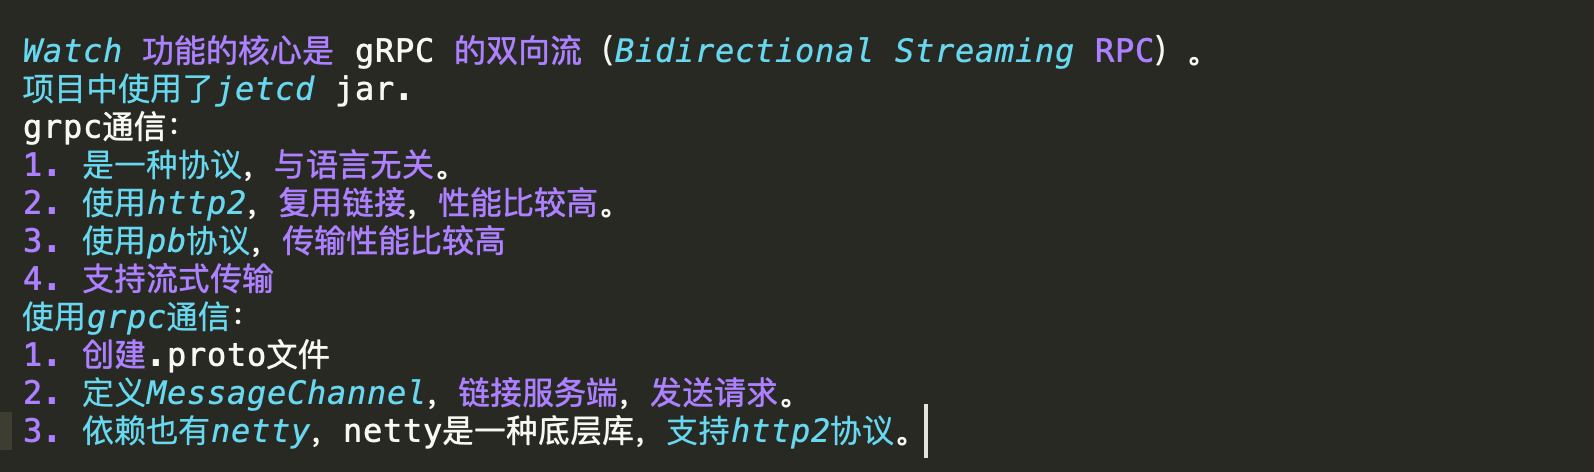 Watch 功能的核心是 gRPC 的双向流（Bidirectional Streaming RPC）。
项目中使用了jetcd jar.
grpc通信：
1. 是一种协议，与语言无关。
2. 使用http2，复用链接，性能比较高。
3. 使用pb协议，传输性能比较高
4. 支持流式传输
使用grpc通信：
1. 创建.proto文件
2. 定义MessageChannel，链接服务端，发送请求。
3. 依赖也有netty，netty是一种底层库，支持http2协议。